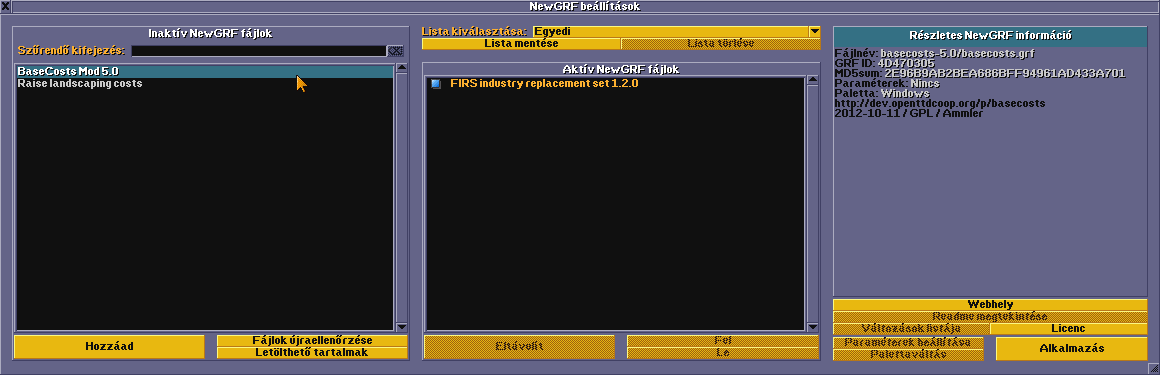 NewGRF beállítások
Inaktív NewGRF fájlok
Szűrendő kifejezés:
BaseCosts Mod 5.0
Raise landscaping costs
Hozzáad
Fájlok újraellenőrzése
Letölthető tartalmak
Lista kiválasztása: Egyedi
Lista mentése
Lista törlése
Aktív NewGRF fájlok
FIRS industry replacement set 1.2.0
Eltávolít
Fel
Le
Részletes NewGRF információ
Fájlnév: basecosts-5.0/basecosts.grf
GRF ID: 4D470305
MD5sum: 2E96B9AB2BEA686BFF94961AD433A701
Paraméterek: Nincs
Paletta: Windows
http://dev.openttdcoop.org/p/basecosts
2012-10-11 / GPL / Ammler
Webhely
Readme megtekintése
Változások listája
Licenc
Paraméterek beállítása
Palettaváltás
Alkalmazás